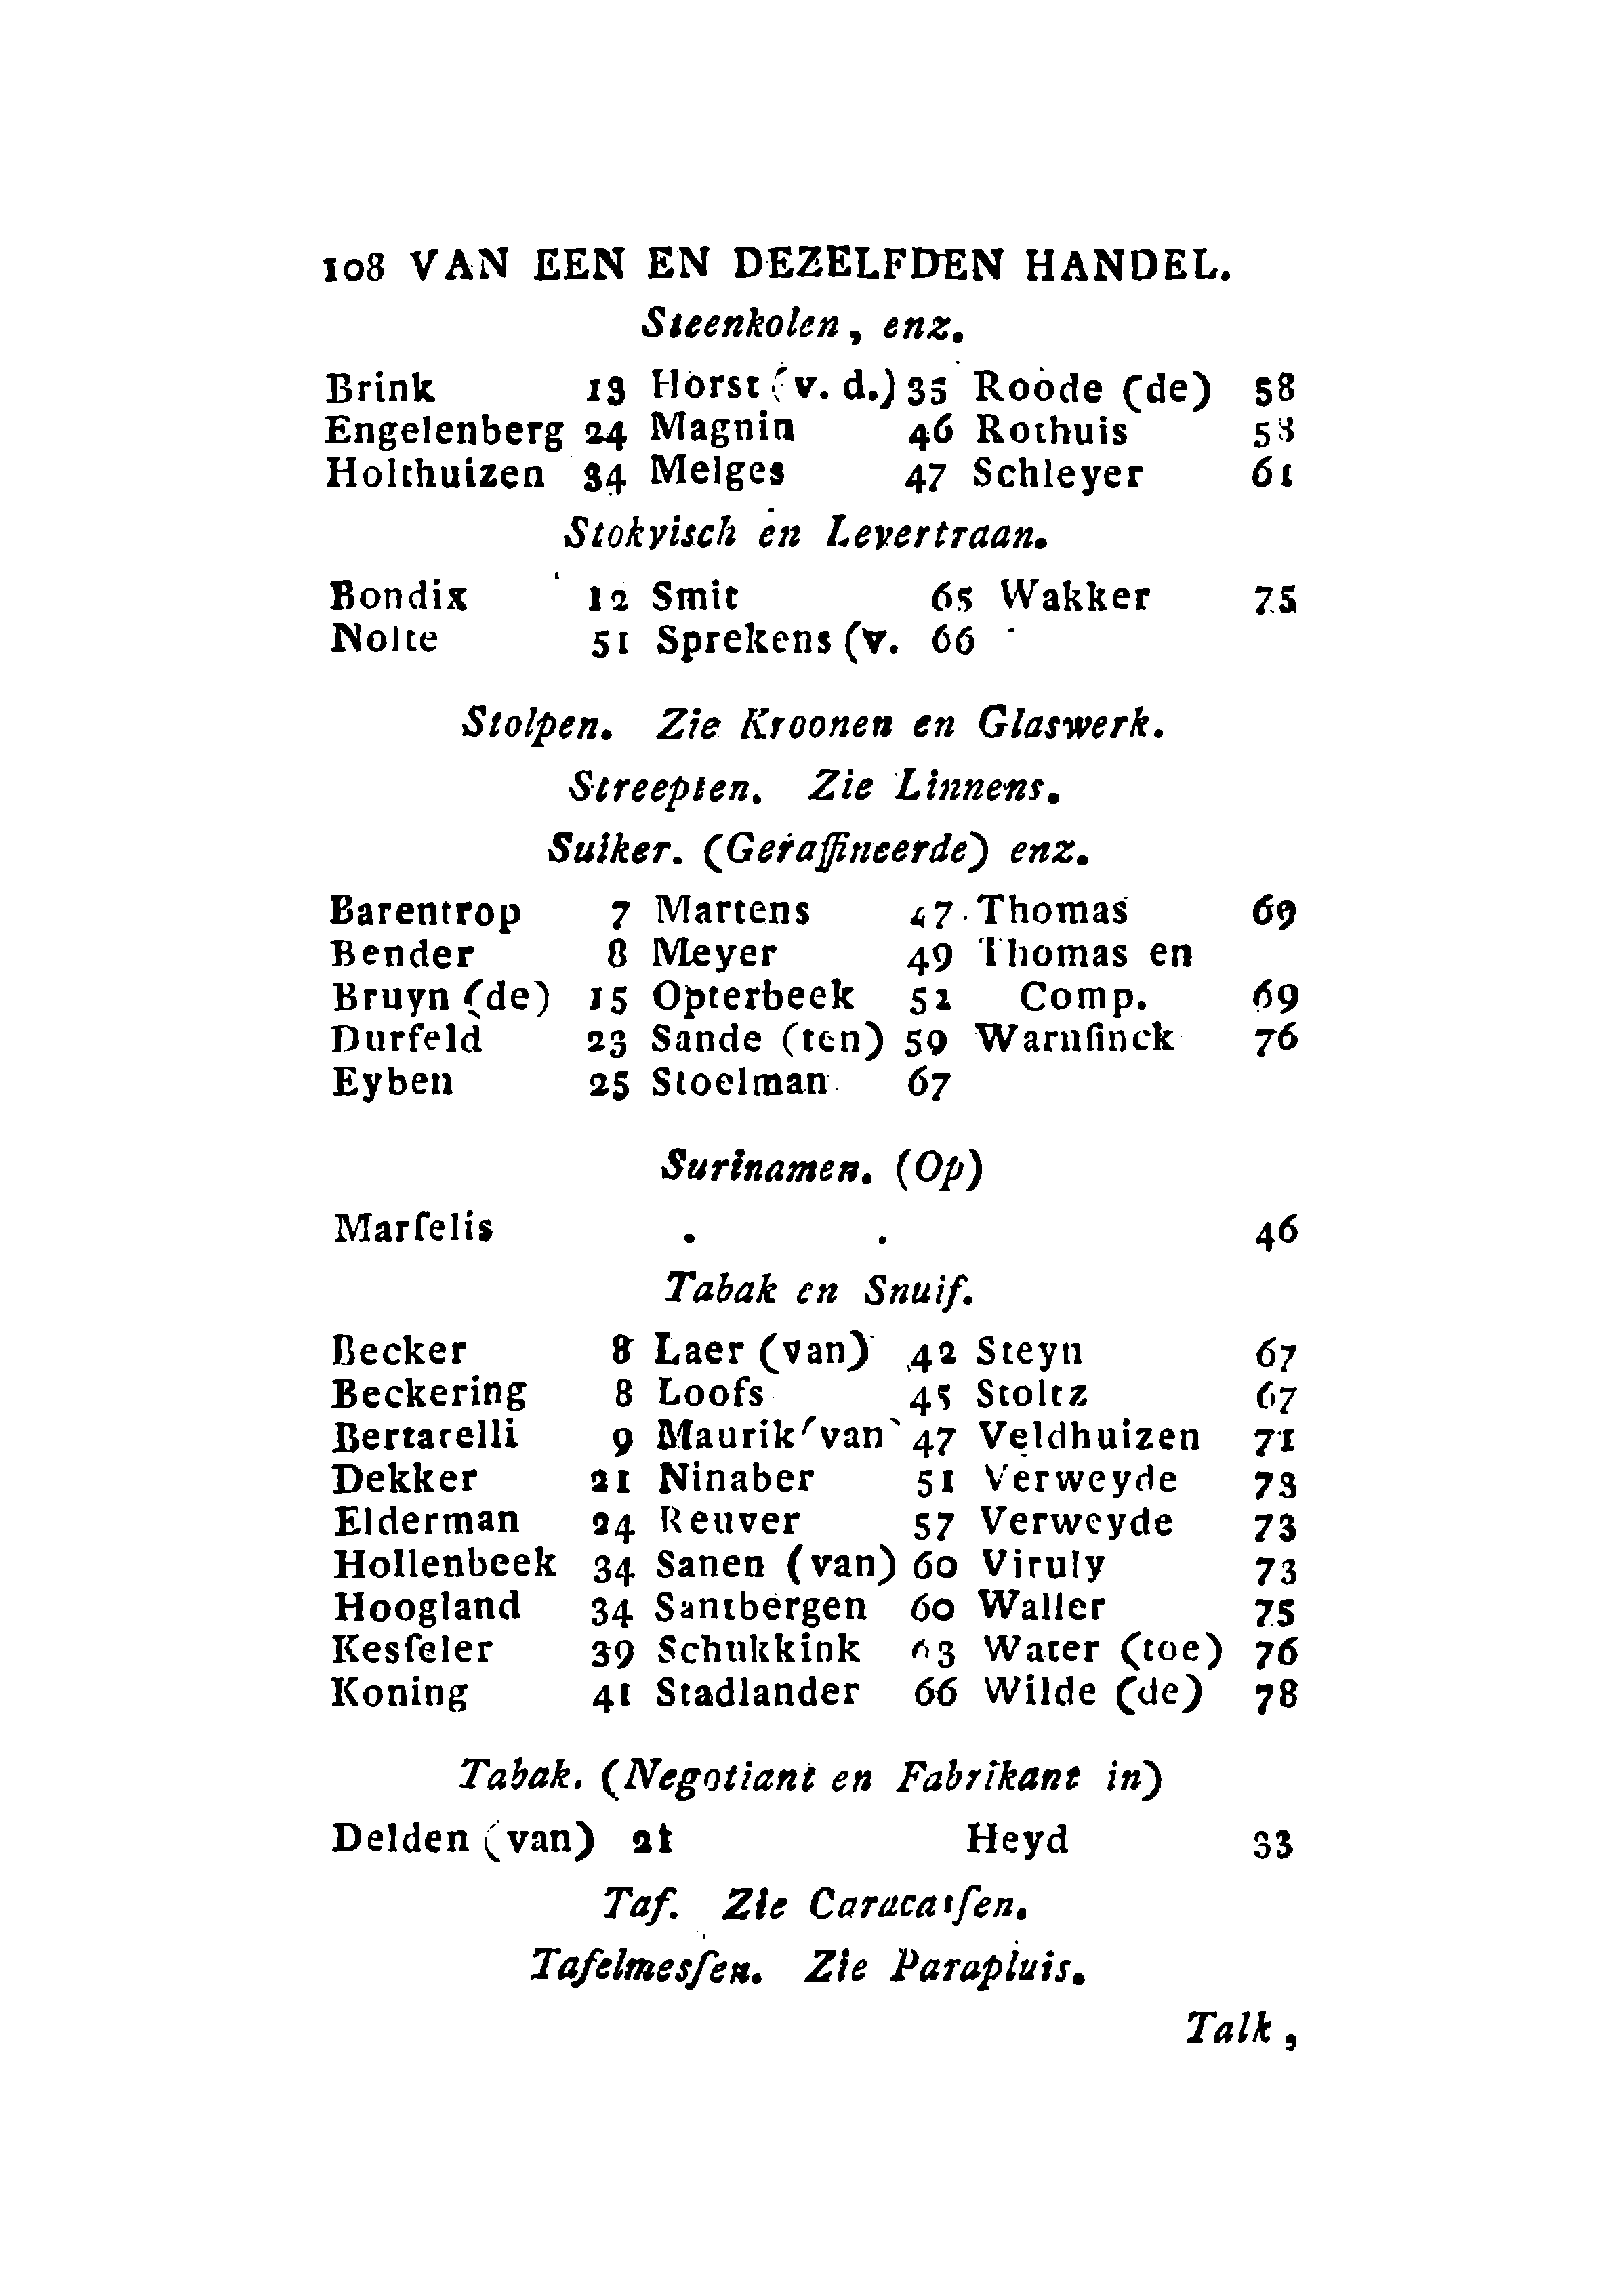 108 VAN EEN EN DEZELFDEN HANDEL.
Steenkolen, enz.
Brink 13 Horst (v. d.) 35 Roode (de) 58
Engelenberg 24 Magnin 46 Rothuis 58
Holthuizen 34 Melges 47 Schleyer 61
Stokvisch en Levertraan.
Bondix 12 Smit 65 Wakker 75
Nolte 51 Sprekens (v. 66
Stolpen. Zie Kroonen en Glaswerk.
Streepten. Zie Linnens.
Suiker. (Geraffineerde) enz.
Barentrop 7 Martens 47 Thomas 69
Bender 8 Meyer 49 Thomas en
Bruyn (de) 15 Opterbeek 52 Comp. 69
Durfeld 23 Sande (ten) 59 Warnſinck 76
Eyben 25 Stoelman 67
Surinamen. (Op)
Marſelis . . 46
Tabak en Snuif.
Becker 8 Laer (van) 42 Steyn 67
Beckering 8 Loofs 45 Stoltz 67
Bertarelli 9 Maurik (van) 47 Veldhuizen 71
Dekker 21 Ninaber 51 Verweyde 73
Elderman 24 Reuver 57 Verweyde 73
Hollenbeek 34 Sanen (van) 60 Viruly 73
Hoogland 34 Santbergen 60 Waller 75
Kesſeler 39 Schukkink 63 Water (toe) 76
Koning 41 Stadlander 66 Wilde (de) 78
Tabak. (Negotiant en Fabrikant in)
Delden (van) 21 Heyd 33
Taf. Zie Caracasſen.
Tafelmesſen. Zie Parapluis.
Talk,